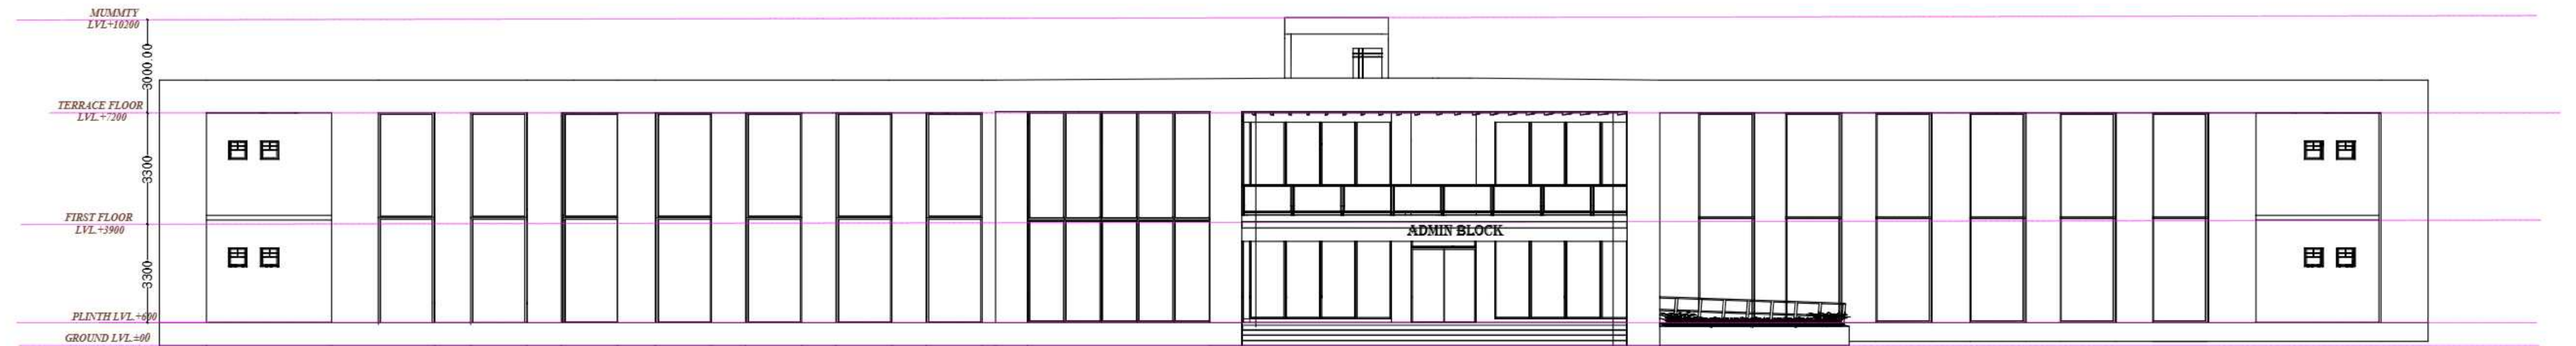 MUMMTY
LVL+10200
3000.00
TERRACE FLOOR
LVL.+7200
3300
FIRST FLOOR
LVL.+3900
ADMIN BLOCK
3300
PLINTH LVL.+600
GROUND LVL.±00